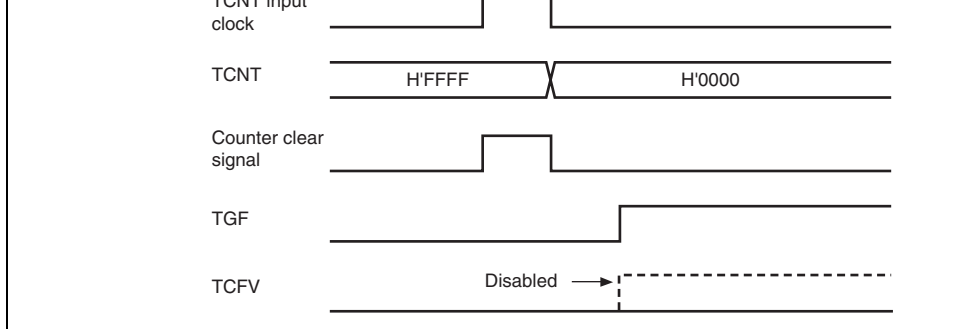 TCNT input
clock
TCNT
H'FFFF
H'0000
Counter clear
signal
TGF
Disabled
TCFV